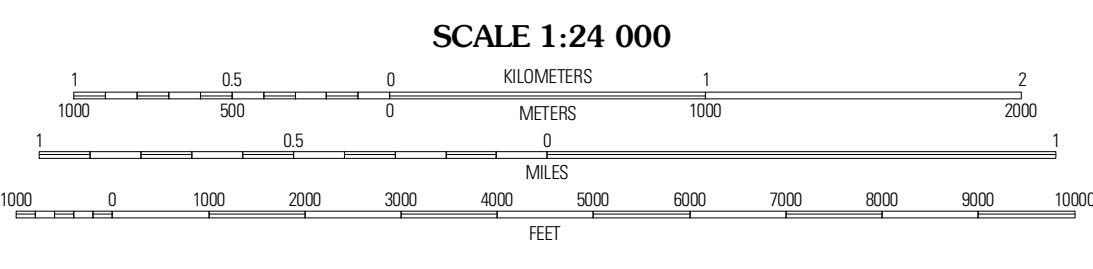 SCALE 1:24 000
1 0.5 0 KILOMETERS 1 2
1000 500 0 METERS 1000 2000
1 0.5 0 1
MILES
1000 0 1000 2000 3000 4000 5000 6000 7000 8000 9000 10000
FEET